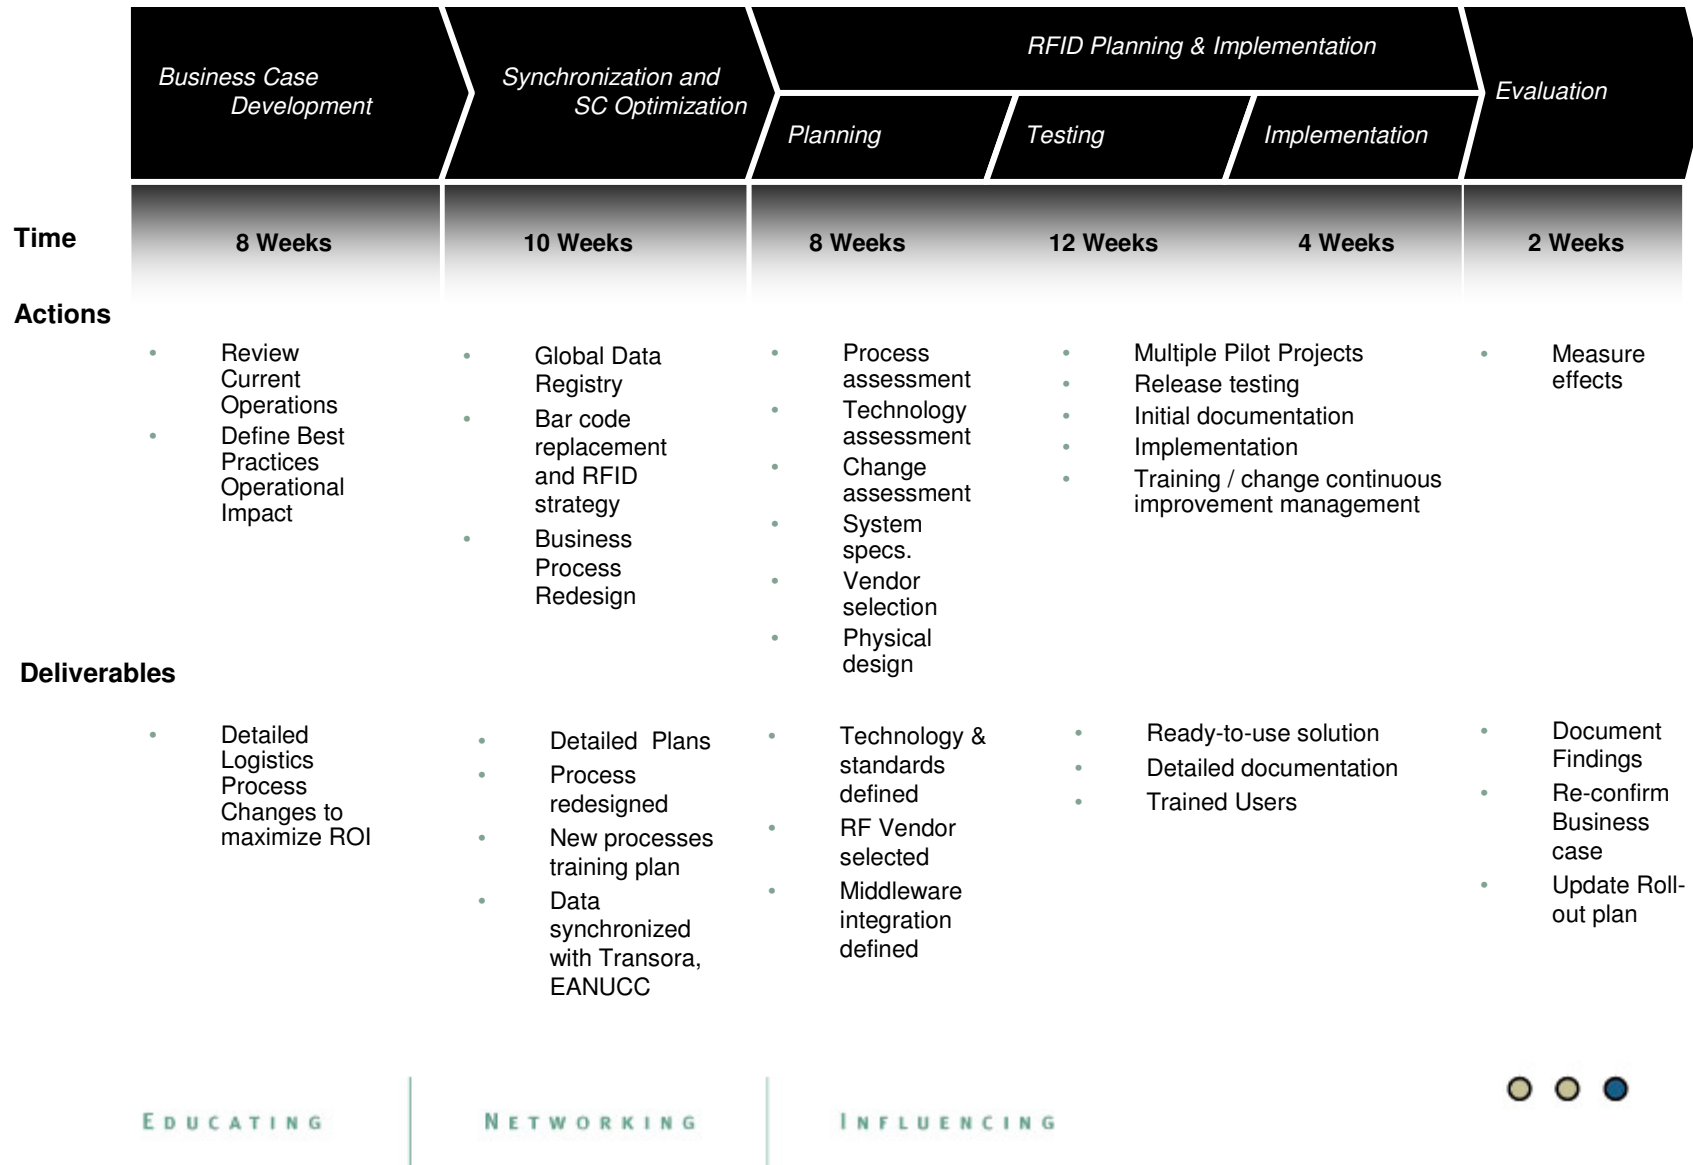 Business Case
Development
Synchronization and
SC Optimization
RFID Planning & Implementation
Planning
Testing
Implementation
Evaluation
Time
8 Weeks
10 Weeks
8 Weeks
12 Weeks
4 Weeks
2 Weeks
Actions
• Review
Current
Operations
• Define Best
Practices
Operational
Impact
• Global Data
Registry
• Bar code
replacement
and RFID
strategy
• Business
Process
Redesign
• Process
assessment
• Technology
assessment
• Change
assessment
• System
specs.
• Vendor
selection
• Physical
design
• Multiple Pilot Projects
• Release testing
• Initial documentation
• Implementation
• Training / change continuous
improvement management
• Measure
effects
Deliverables
• Detailed
Logistics
Process
Changes to
maximize ROI
• Detailed Plans
• Process
redesigned
• New processes
training plan
• Data
synchronized
with Transora,
EANUCC
• Technology &
standards
defined
• RF Vendor
selected
• Middleware
integration
defined
• Ready-to-use solution
• Detailed documentation
• Trained Users
• Document
Findings
• Re-confirm
Business
case
• Update Roll-
out plan
EDUCATING
NETWORKING
INFLUENCING